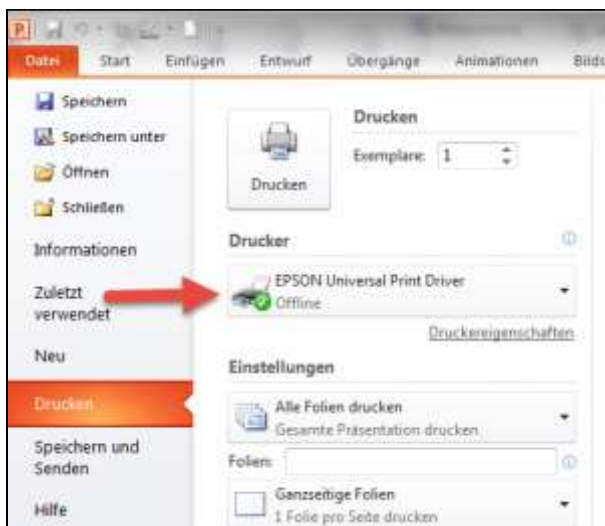 P
Datei Start Einfügen Entwurf Übergänge Animationen Bilds
Speichern
Speichern unter
Öffnen
Schließen
Informationen
Zuletzt
verwendet
Neu
Drucken
Speichern und
Senden
Hilfe
Drucken
Drucken
Exemplare: 1
Drucker
EPSON Universal Print Driver
Offline
Druckereigenschaften
Einstellungen
Alle Folien drucken
Gesamte Präsentation drucken
Folien:
Ganzseitige Folien
1 Folie pro Seite drucken